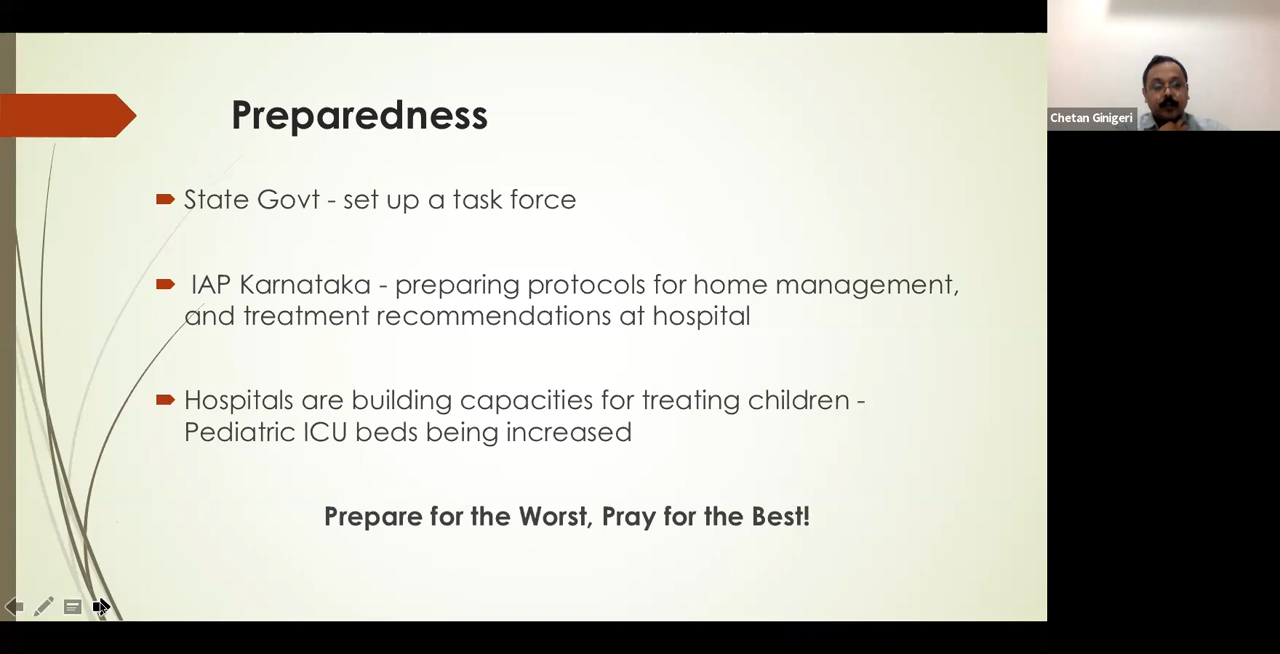 Preparedness
State Govt - set up a task force
IAP Karnataka - preparing protocols for home management,
and treatment recommendations at hospital
Hospitals are building capacities for treating children -
Pediatric ICU beds being increased
Prepare for the Worst, Pray for the Best!
Chetan Ginigeri